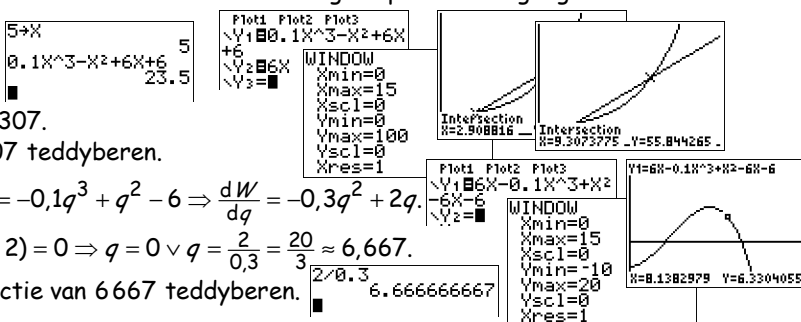 5→X
5
0.1X^3-X²+6X+6
23.5
Plot1 Plot2 Plot3
\Y1=0.1X^3-X²+6X
+6
\Y2=6X
\Y3=
WINDOW
Xmin=0
Xmax=15
Xscl=0
Ymin=0
Ymax=100
Yscl=0
Xres=1
Intersection
X=2.908816
Intersection
X=9.3073775 Y=55.844265
307.
07 teddyberen.
= −0,1q³ + q² − 6 ⇒ dW/dq = −0,3q² + 2q.
2) = 0 ⇒ q = 0 ∨ q = 2/0,3 = 20/3 ≈ 6,667.
ctie van 6667 teddyberen.
2/0.3
6.666666667
Plot1 Plot2 Plot3
\Y1=6X-0.1X^3+X²
-6X-6
\Y2=
WINDOW
Xmin=0
Xmax=15
Xscl=0
Ymin=-10
Ymax=20
Yscl=0
Xres=1
Y1=6X-0.1X^3+X²-6X-6
X=8.1382979 Y=6.3304055